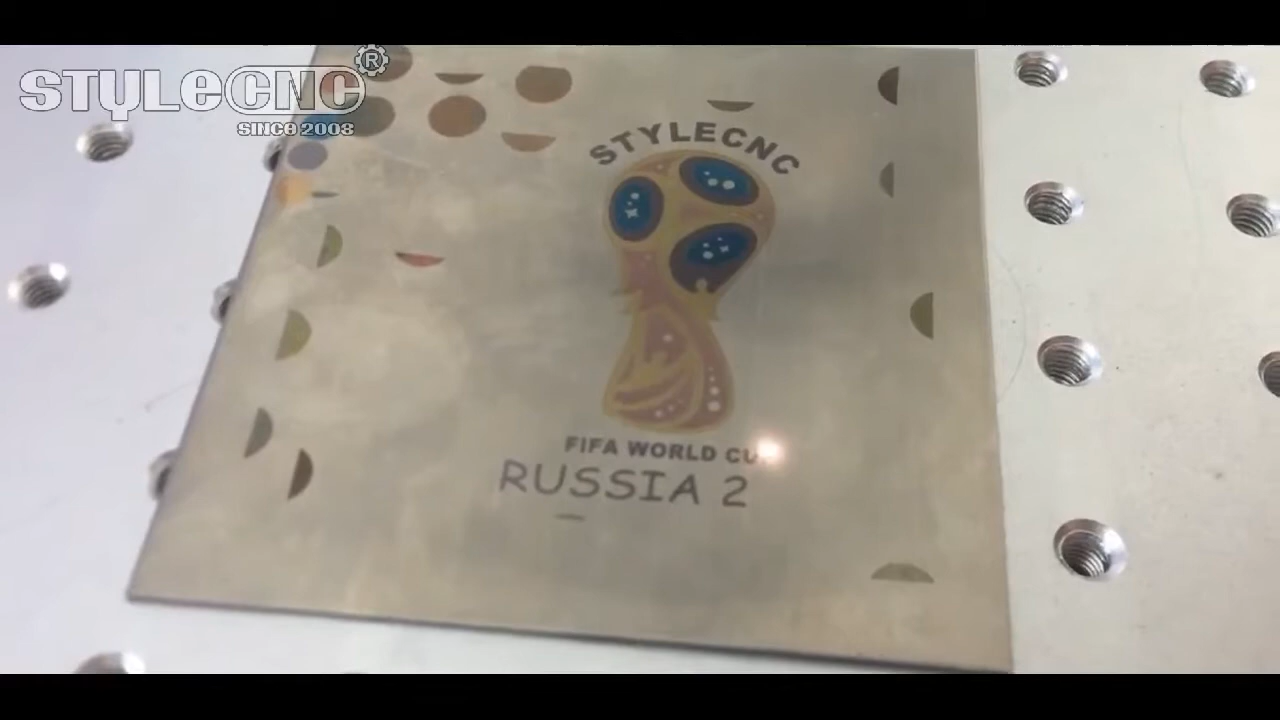 STYLECNC®
SINCE 2008
STYLECNC
FIFA WORLD CU
RUSSIA 2